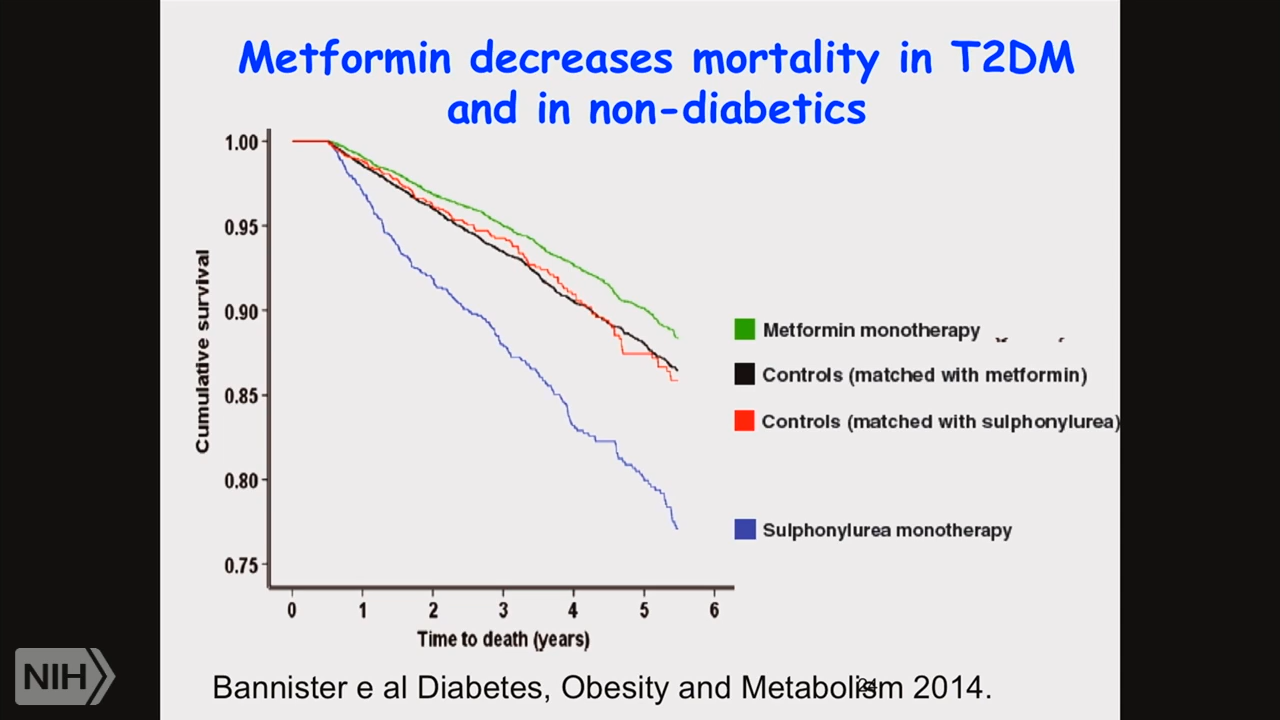 Metformin decreases mortality in T2DM
and in non-diabetics
1.00
0.95
0.90
0.85
0.80
0.75
Cumulative survival
0 1 2 3 4 5 6
Time to death (years)
Metformin monotherapy
Controls (matched with metformin)
Controls (matched with sulphonylurea)
Sulphonylurea monotherapy
NIH
Bannister e al Diabetes, Obesity and Metabolism 2014.
24